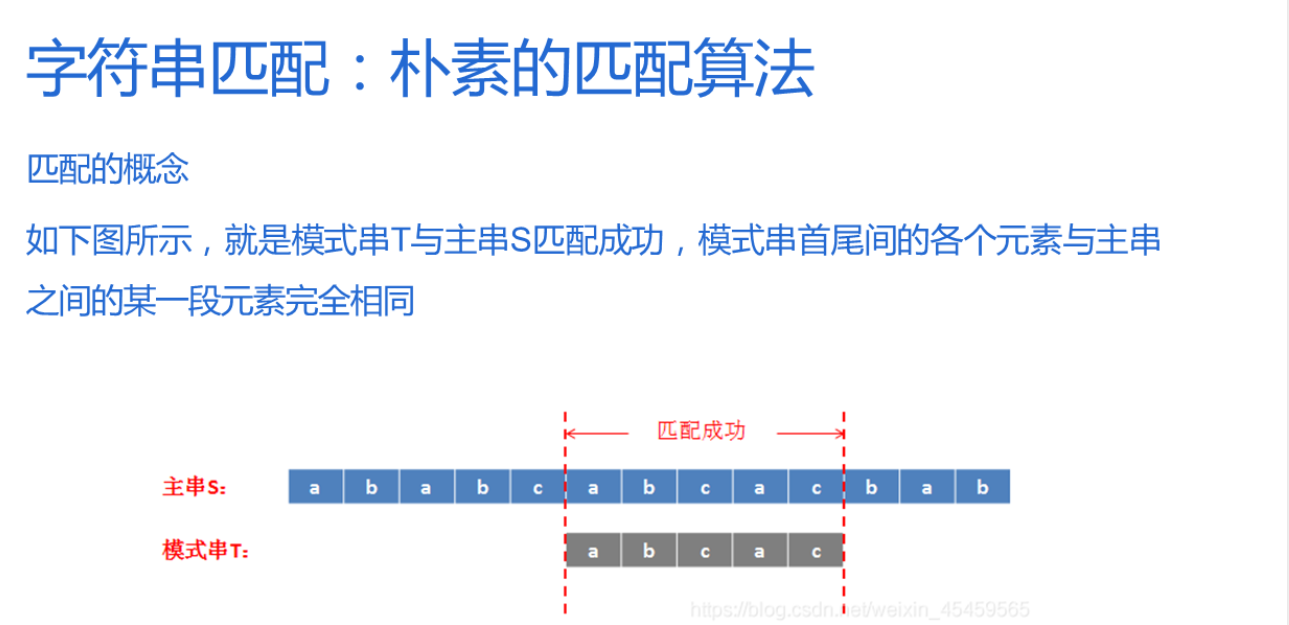 字符串匹配：朴素的匹配算法
匹配的概念
如下图所示，就是模式串T与主串S匹配成功，模式串首尾间的各个元素与主串
之间的某一段元素完全相同
匹配成功
主串S: a b a b c a b c a c b a b
模式串T: a b c a c
https://blog.csdn.net/weixin_45459565